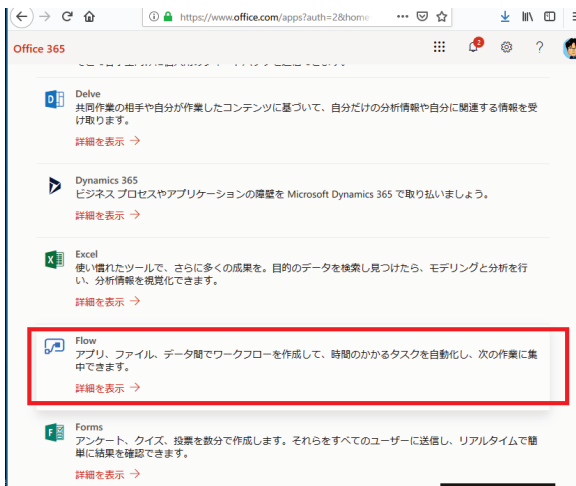 https://www.office.com/apps?auth=2&home
Office 365
2
?
Delve
共同作業の相手や自分が作業したコンテンツに基づいて、自分だけの分析情報や自分に関連する情報を受
け取ります。
詳細を表示 →
Dynamics 365
ビジネス プロセスやアプリケーションの障壁を Microsoft Dynamics 365 で取り払いましょう。
詳細を表示 →
Excel
使い慣れたツールで、さらに多くの成果を。目的のデータを検索し見つけたら、モデリングと分析を行
い、分析情報を視覚化できます。
詳細を表示 →
Flow
アプリ、ファイル、データ間でワークフローを作成して、時間のかかるタスクを自動化し、次の作業に集
中できます。
詳細を表示 →
Forms
アンケート、クイズ、投票を数分で作成します。それらをすべてのユーザーに送信し、リアルタイムで簡
単に結果を確認できます。
詳細を表示 →